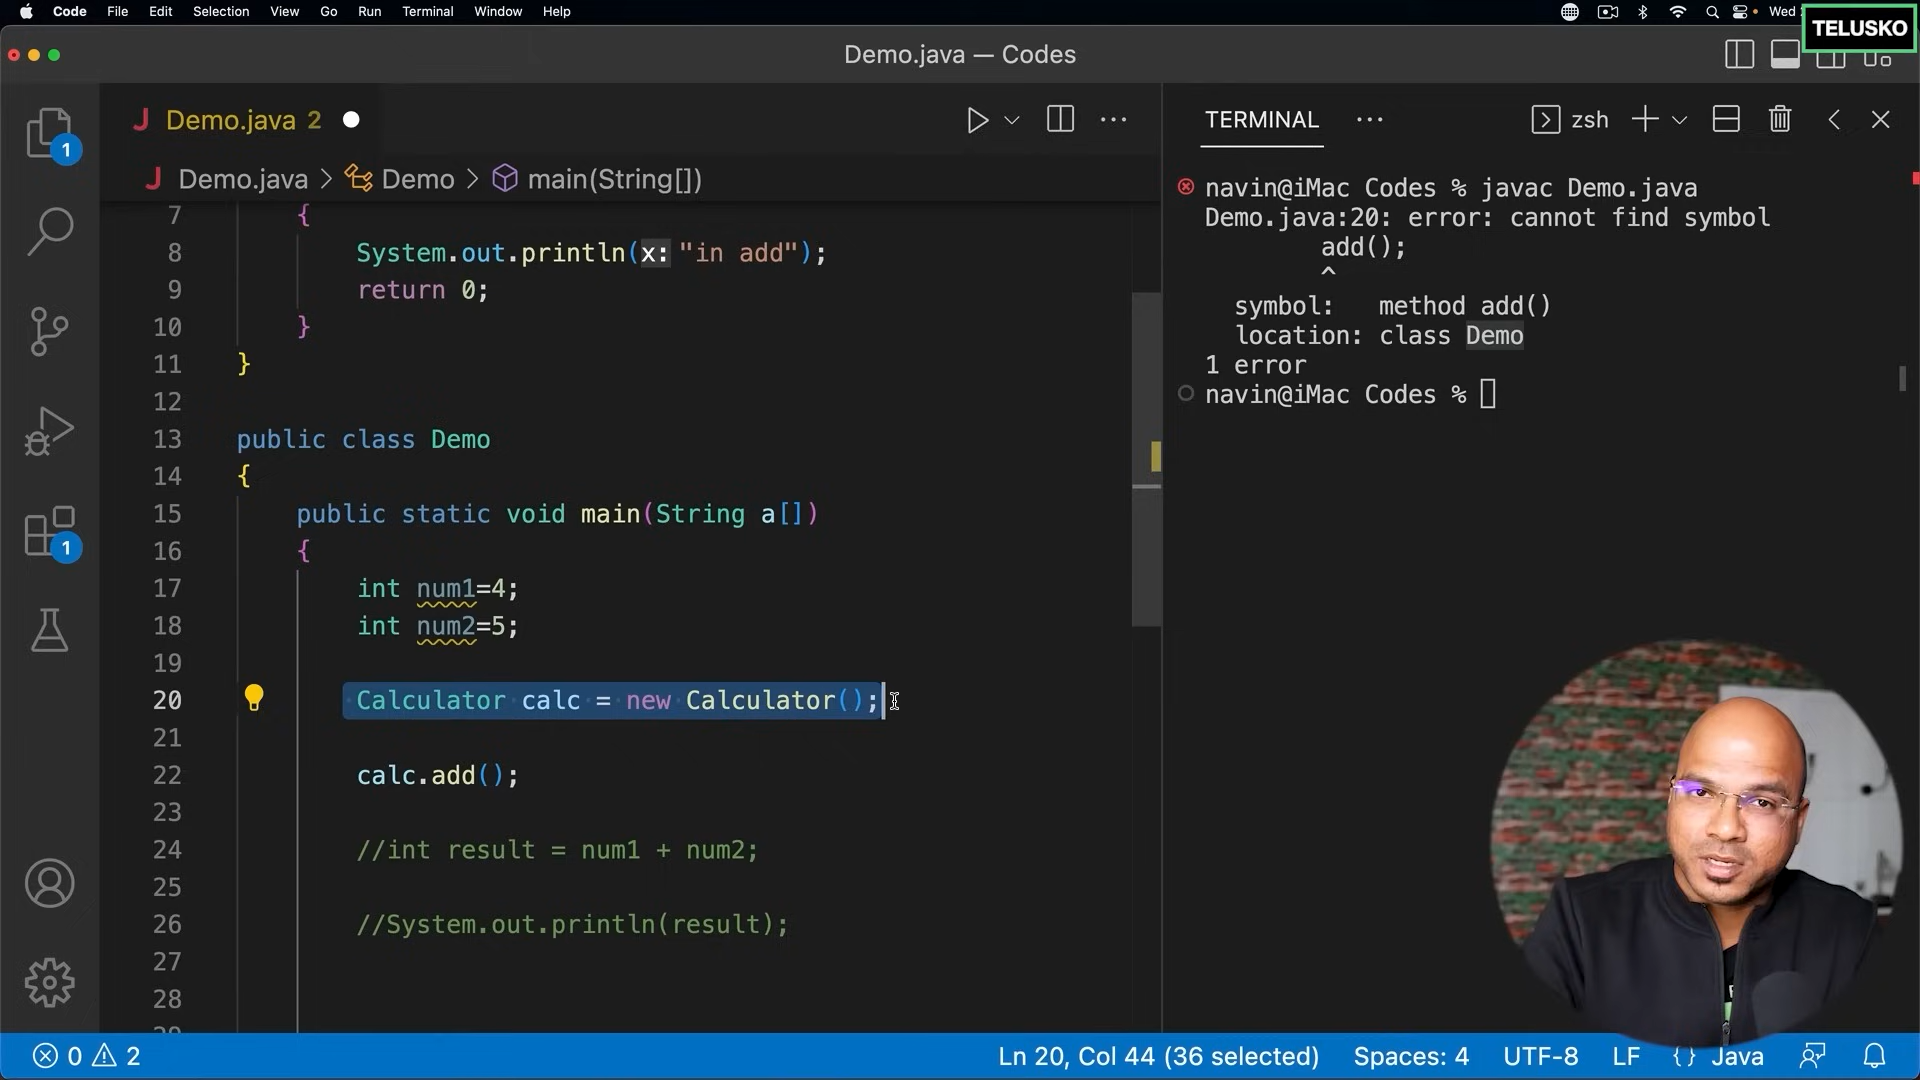 Code File Edit Selection View Go Run Terminal Window Help Wed
TELUSKO
Demo.java — Codes
1
Demo.java 2
Demo.java > Demo > main(String[])
7 {
8 System.out.println(x: "in add");
9 return 0;
10 }
11 }
12
13 public class Demo
14 {
15 public static void main(String a[])
16 {
17 int num1=4;
18 int num2=5;
19
20 Calculator calc = new Calculator();
21
22 calc.add();
23
24 //int result = num1 + num2;
25
26 //System.out.println(result);
27
28
1
TERMINAL ... zsh
navin@iMac Codes % javac Demo.java
Demo.java:20: error: cannot find symbol
add();
^
symbol: method add()
location: class Demo
1 error
navin@iMac Codes %
0 2 Ln 20, Col 44 (36 selected) Spaces: 4 UTF-8 LF {} Java